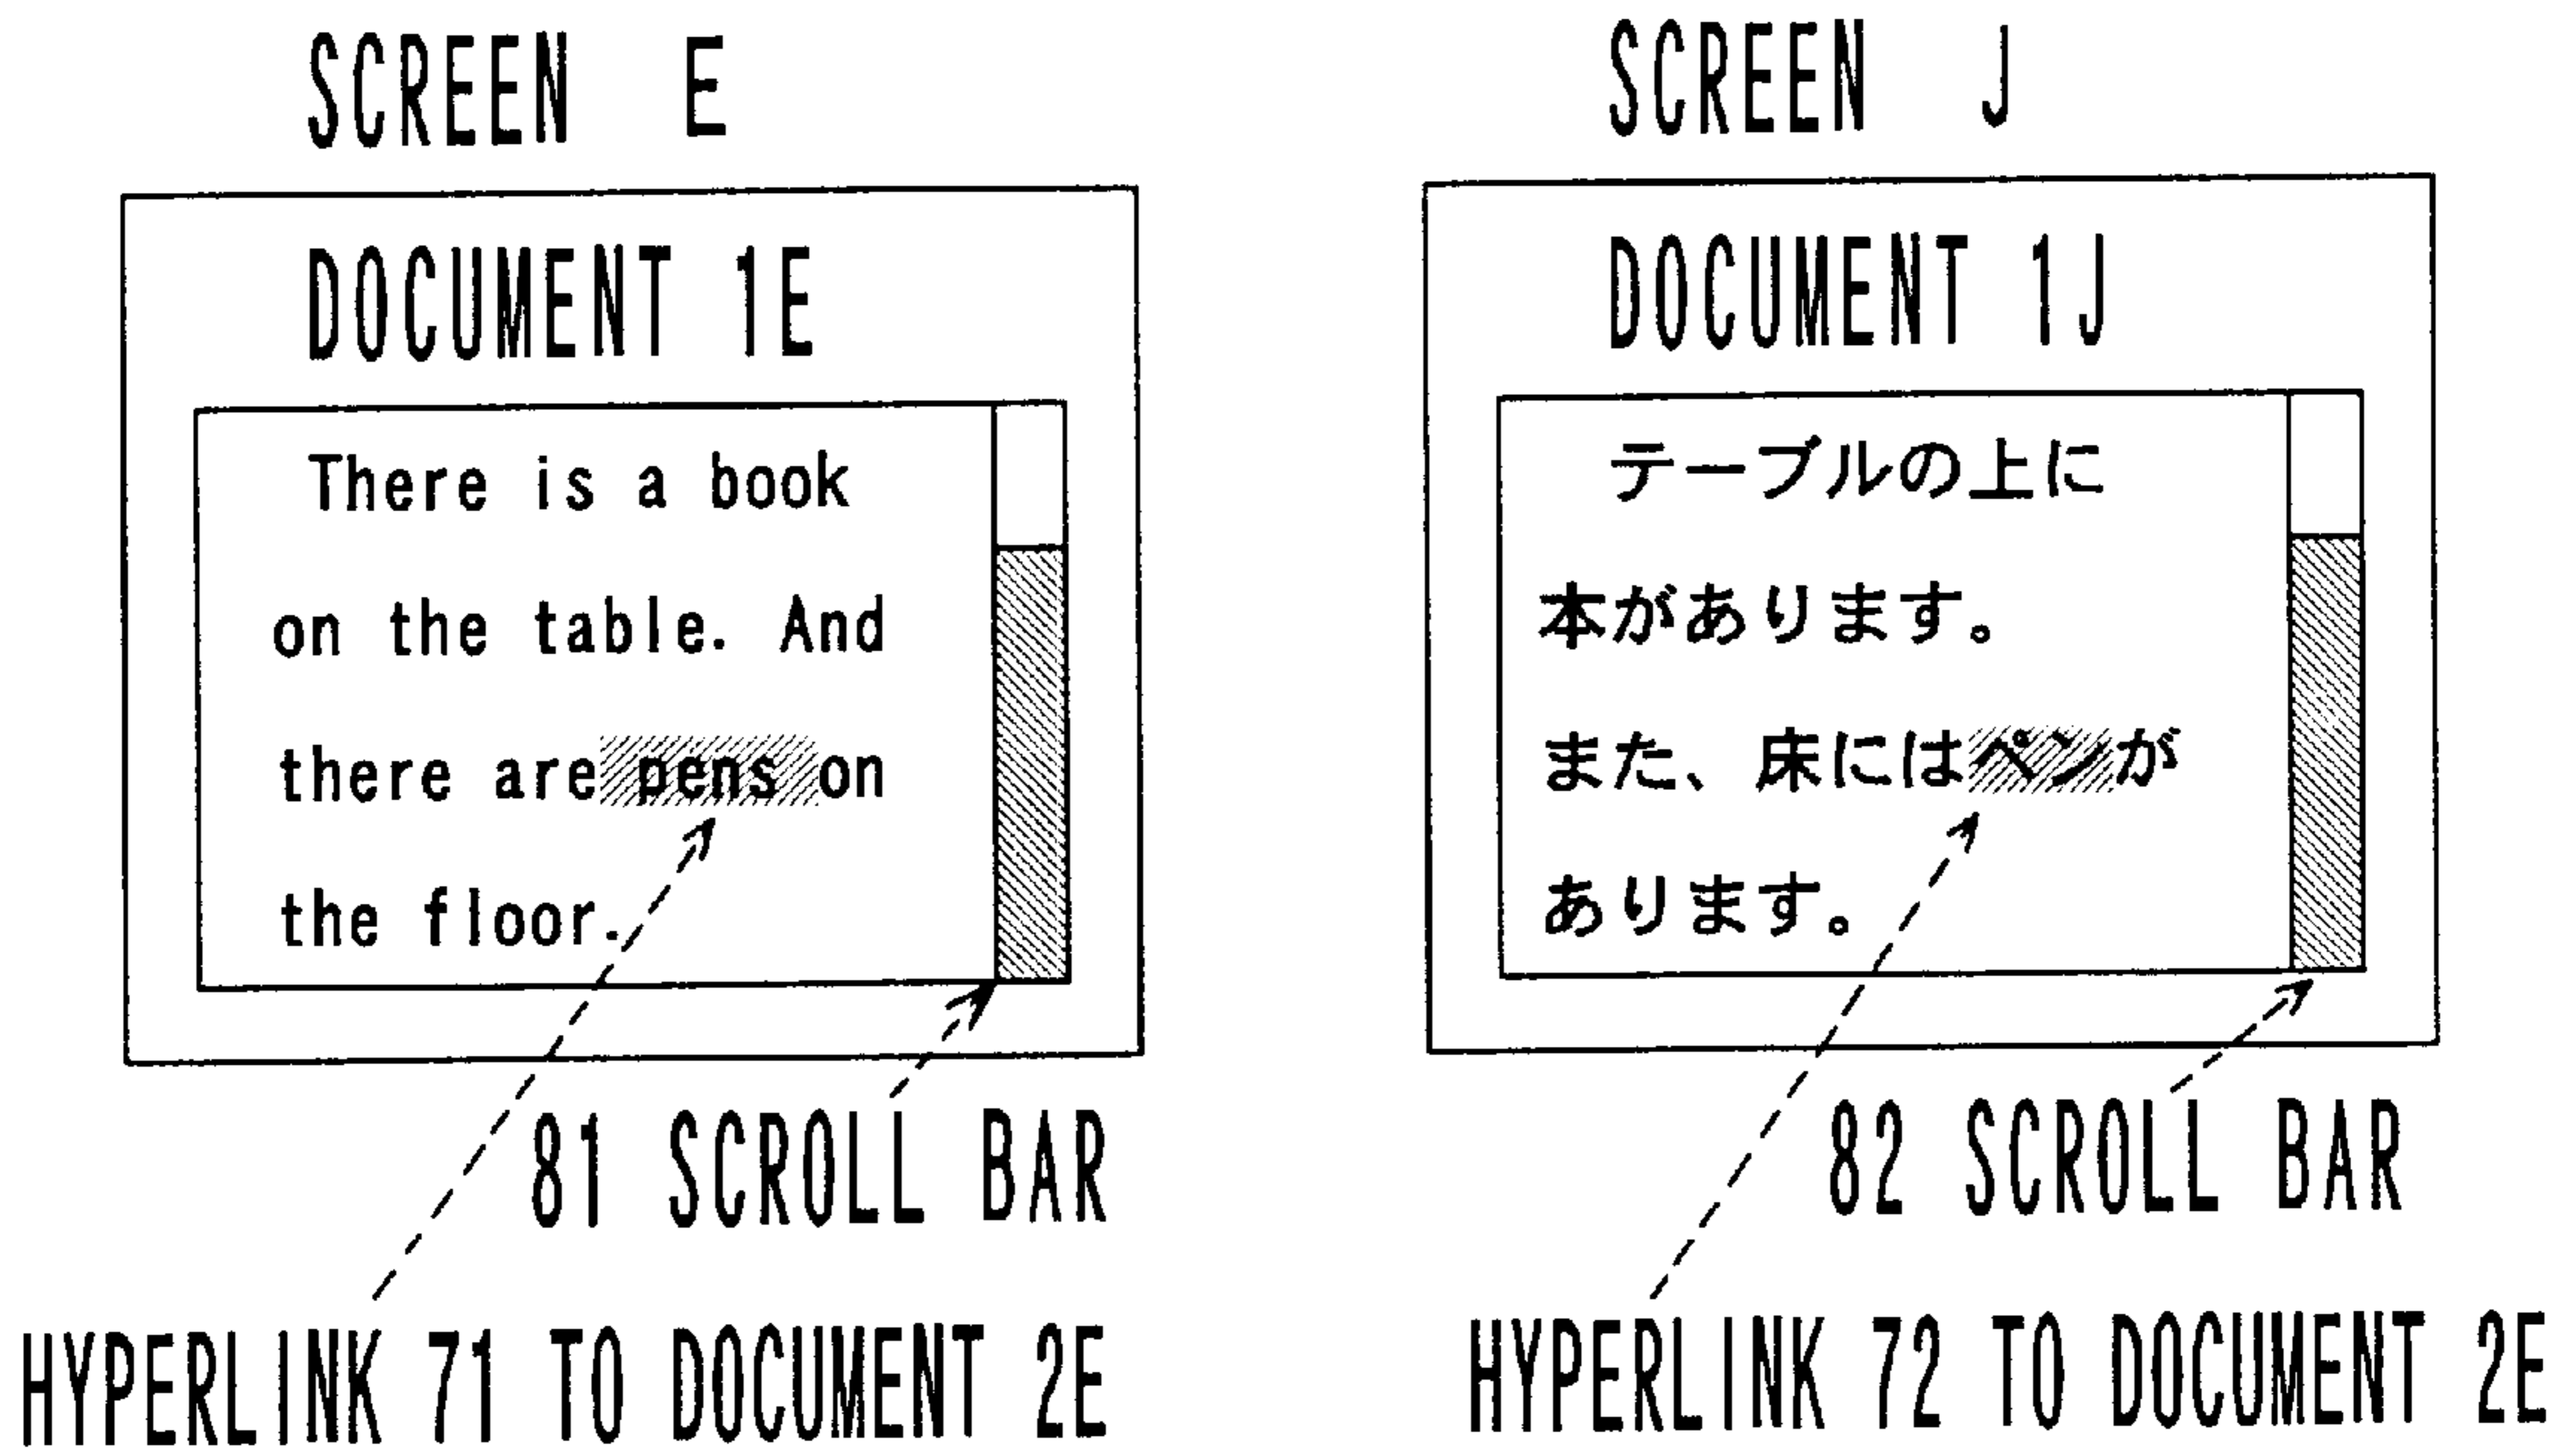 SCREEN E
DOCUMENT 1E
There is a book
on the table. And
there are pens on
the floor.
81 SCROLL BAR
HYPERLINK 71 TO DOCUMENT 2E
SCREEN J
DOCUMENT 1J
テーブルの上に
本があります。
また、床にはペンが
あります。
82 SCROLL BAR
HYPERLINK 72 TO DOCUMENT 2E